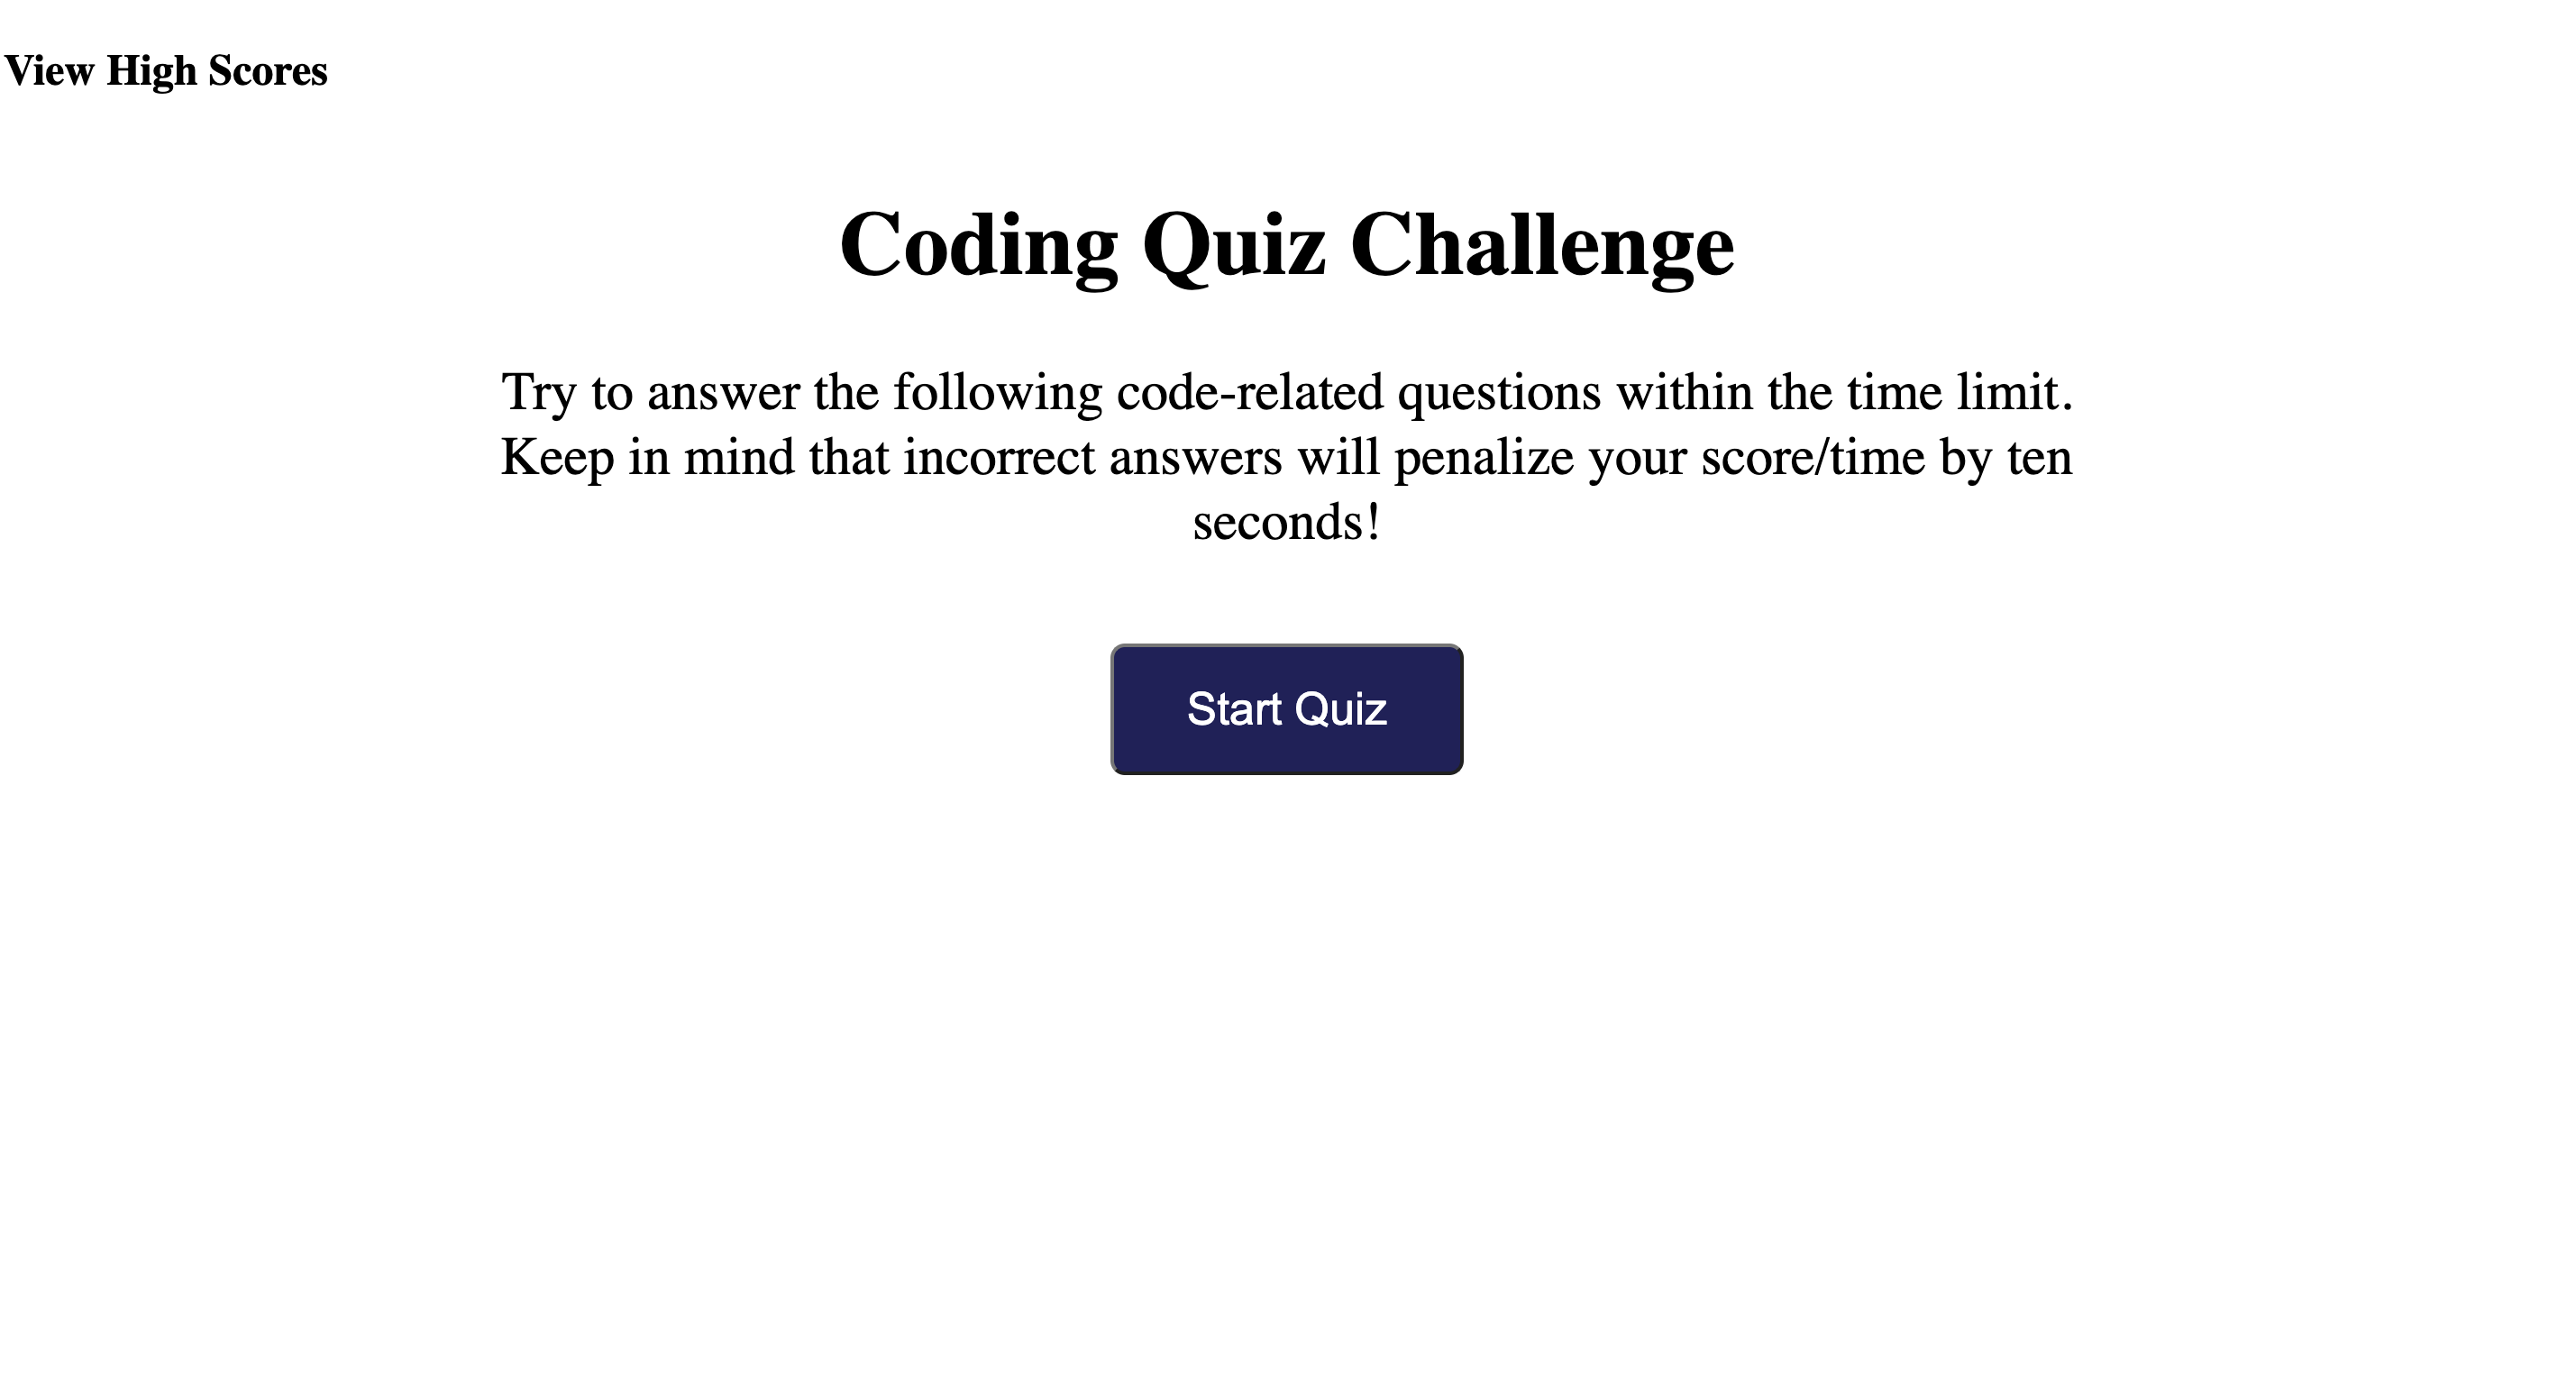 View High Scores
Coding Quiz Challenge
Try to answer the following code-related questions within the time limit.
Keep in mind that incorrect answers will penalize your score/time by ten
seconds!
Start Quiz